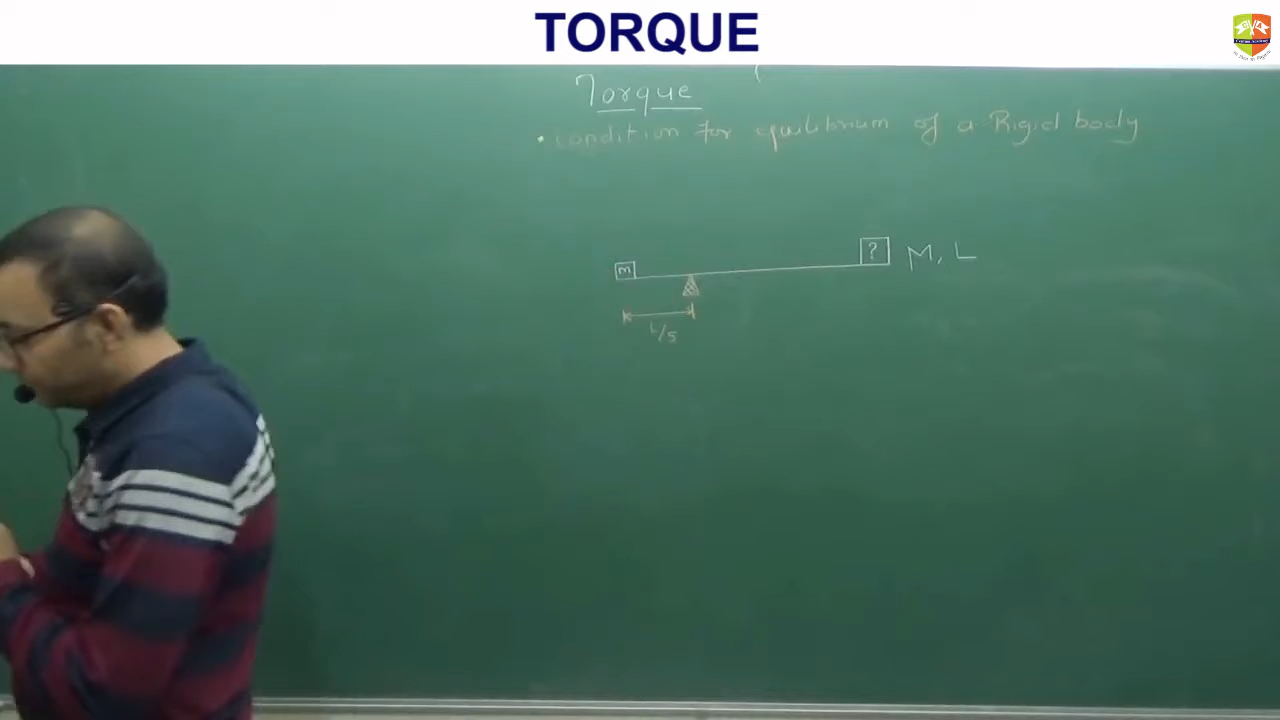 TORQUE
Torque
• condition for equilibrium of a Rigid body
m
?
M, L
L/5